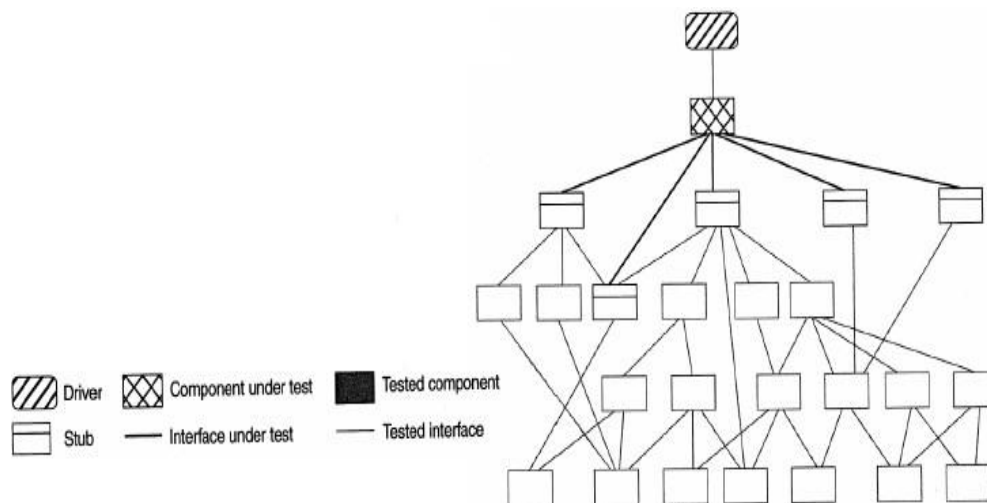 Driver
Component under test
Tested component
Stub
Interface under test
Tested interface